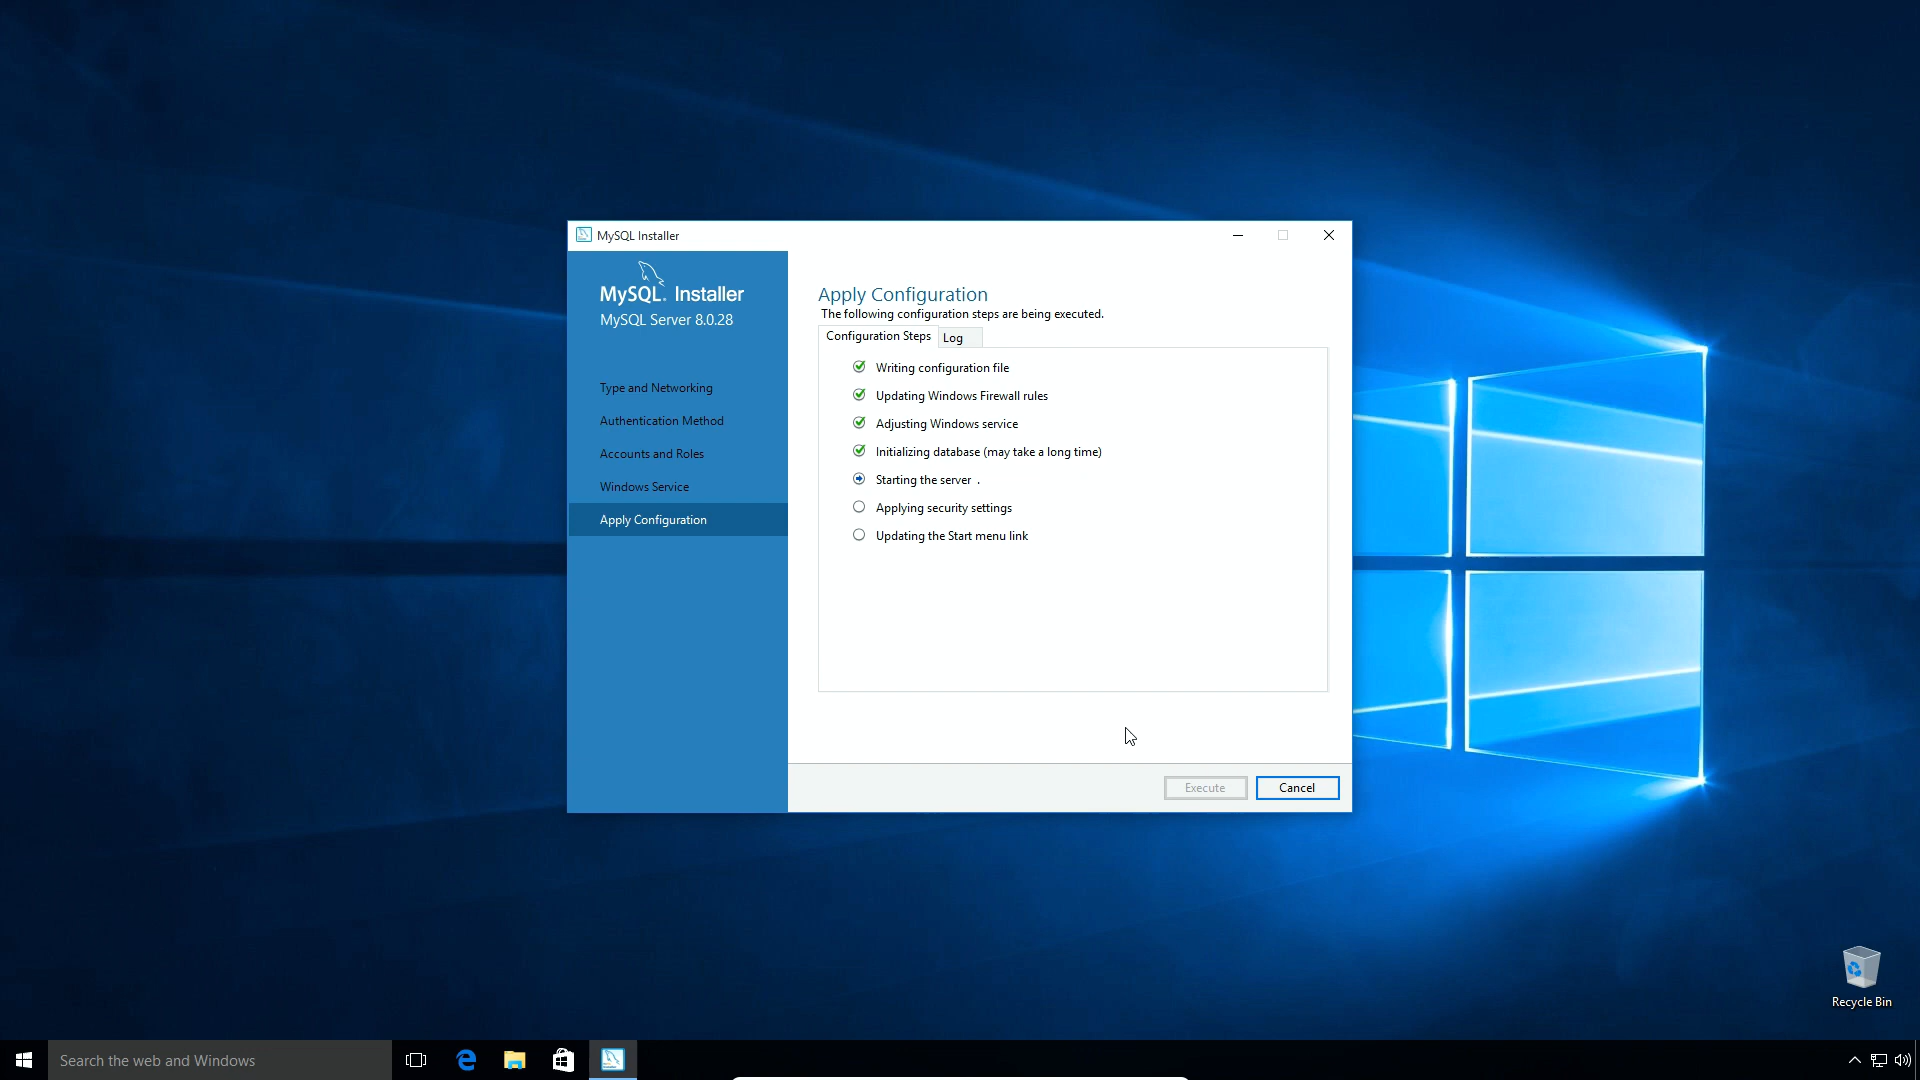 MySQL Installer
MySQL. Installer
MySQL Server 8.0.28
Type and Networking
Authentication Method
Accounts and Roles
Windows Service
Apply Configuration
Apply Configuration
The following configuration steps are being executed.
Configuration Steps
Log
Writing configuration file
Updating Windows Firewall rules
Adjusting Windows service
Initializing database (may take a long time)
Starting the server .
Applying security settings
Updating the Start menu link
Execute
Cancel
Recycle Bin
Search the web and Windows